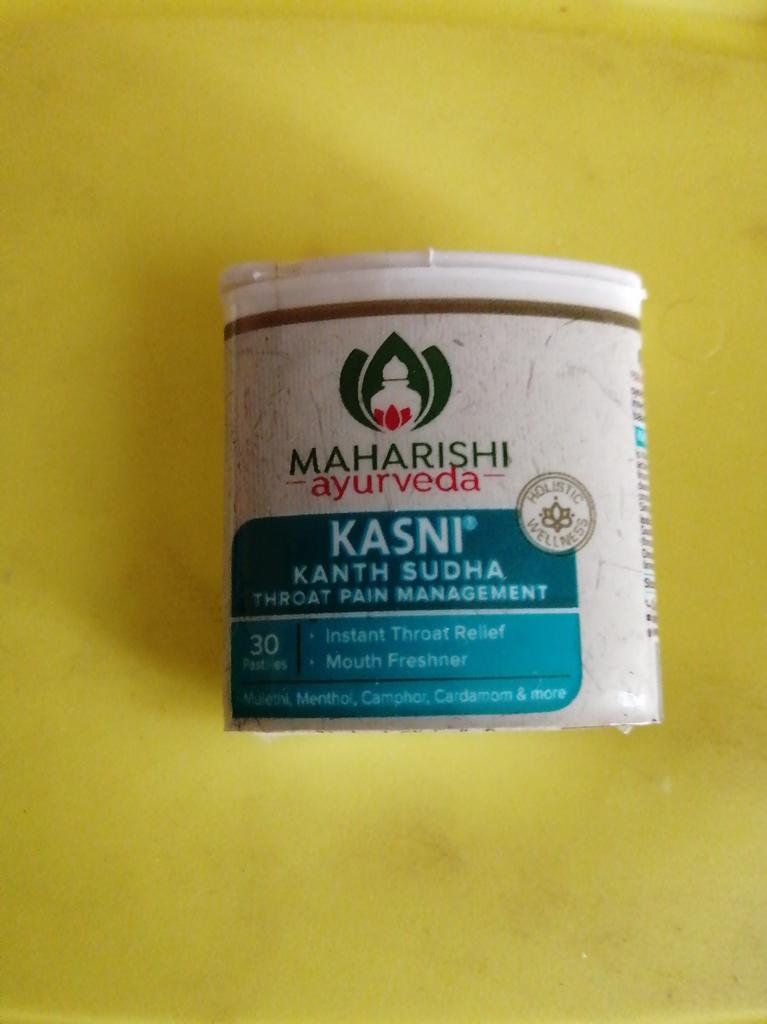 MAHARISHI
ayurveda
HOLISTIC
WELLNESS
KASNI®
KANTH SUDHA
THROAT PAIN MANAGEMENT
30
Pastilles
· Instant Throat Relief
· Mouth Freshner
Mulethi, Menthol, Camphor, Cardamom & more